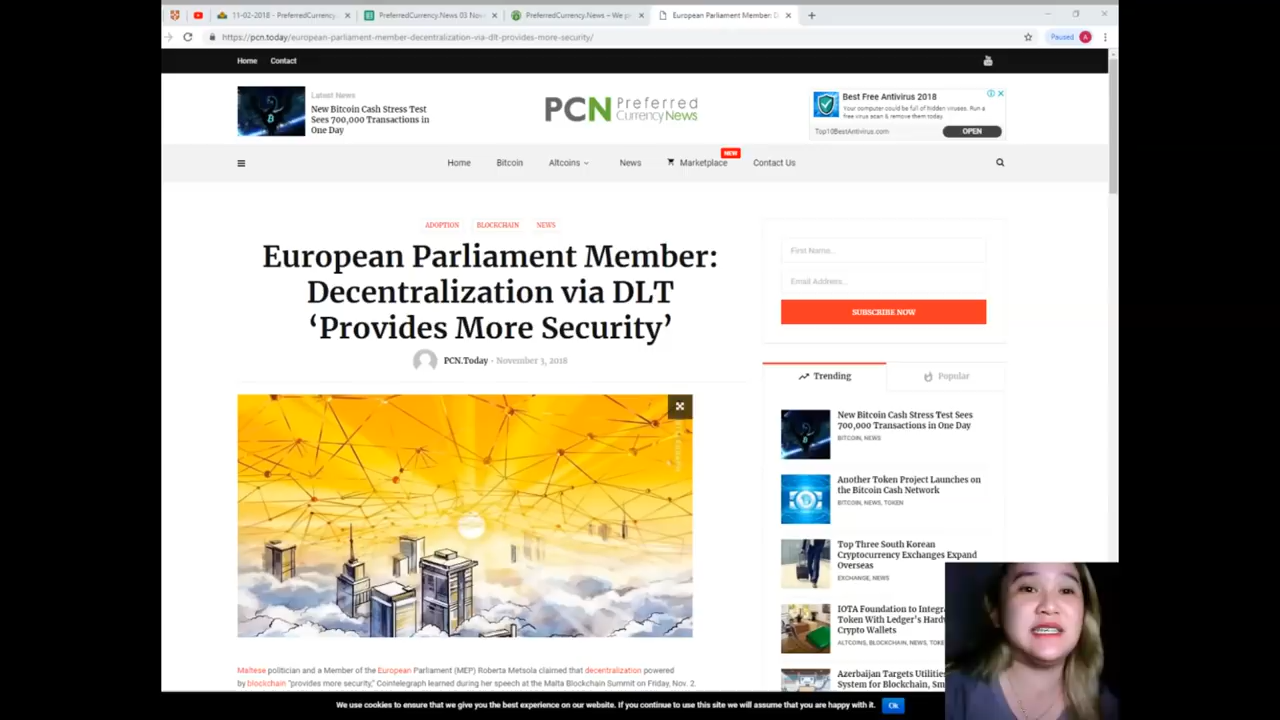 11-02-2018 - PreferredCurrency.
PreferredCurrency.News 03 Nov
PreferredCurrency.News – We p
European Parliament Member: D
https://pcn.today/european-parliament-member-decentralization-via-dlt-provides-more-security/
Paused
A
Home Contact
Latest News
New Bitcoin Cash Stress Test
Sees 700,000 Transactions in
One Day
PCN Preferred
Currency News
Best Free Antivirus 2018
Your computer could be full of hidden viruses. Run a
free virus scan & remove them today.
Top10BestAntivirus.com
OPEN
NEW
Home Bitcoin Altcoins News Marketplace Contact Us
ADOPTION BLOCKCHAIN NEWS
European Parliament Member:
Decentralization via DLT
‘Provides More Security’
PCN.Today - November 3, 2018
First Name..
Email Address...
SUBSCRIBE NOW
Trending
Popular
New Bitcoin Cash Stress Test Sees
700,000 Transactions in One Day
BITCOIN, NEWS
Another Token Project Launches on
the Bitcoin Cash Network
BITCOIN, NEWS, TOKEN
Top Three South Korean
Cryptocurrency Exchanges Expand
Overseas
EXCHANGE, NEWS
IOTA Foundation to Integra
Token With Ledger's Hardw
Crypto Wallets
ALTCOINS, BLOCKCHAIN, NEWS, TOKE
Azerbaijan Targets Utilities
System for Blockchain, Sm
Maltese politician and a Member of the European Parliament (MEP) Roberta Metsola claimed that decentralization powered
by blockchain “provides more security,” Cointelegraph learned during her speech at the Malta Blockchain Summit on Friday, Nov. 2.
We use cookies to ensure that we give you the best experience on our website. If you continue to use this site we will assume that you are happy with it.
Ok